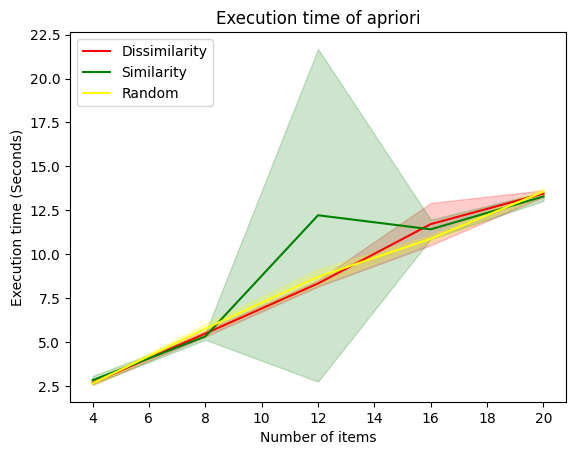 Execution time of apriori
22.5
20.0
17.5
15.0
12.5
10.0
7.5
5.0
2.5
Execution time (Seconds)
Dissimilarity
Similarity
Random
4 6 8 10 12 14 16 18 20
Number of items